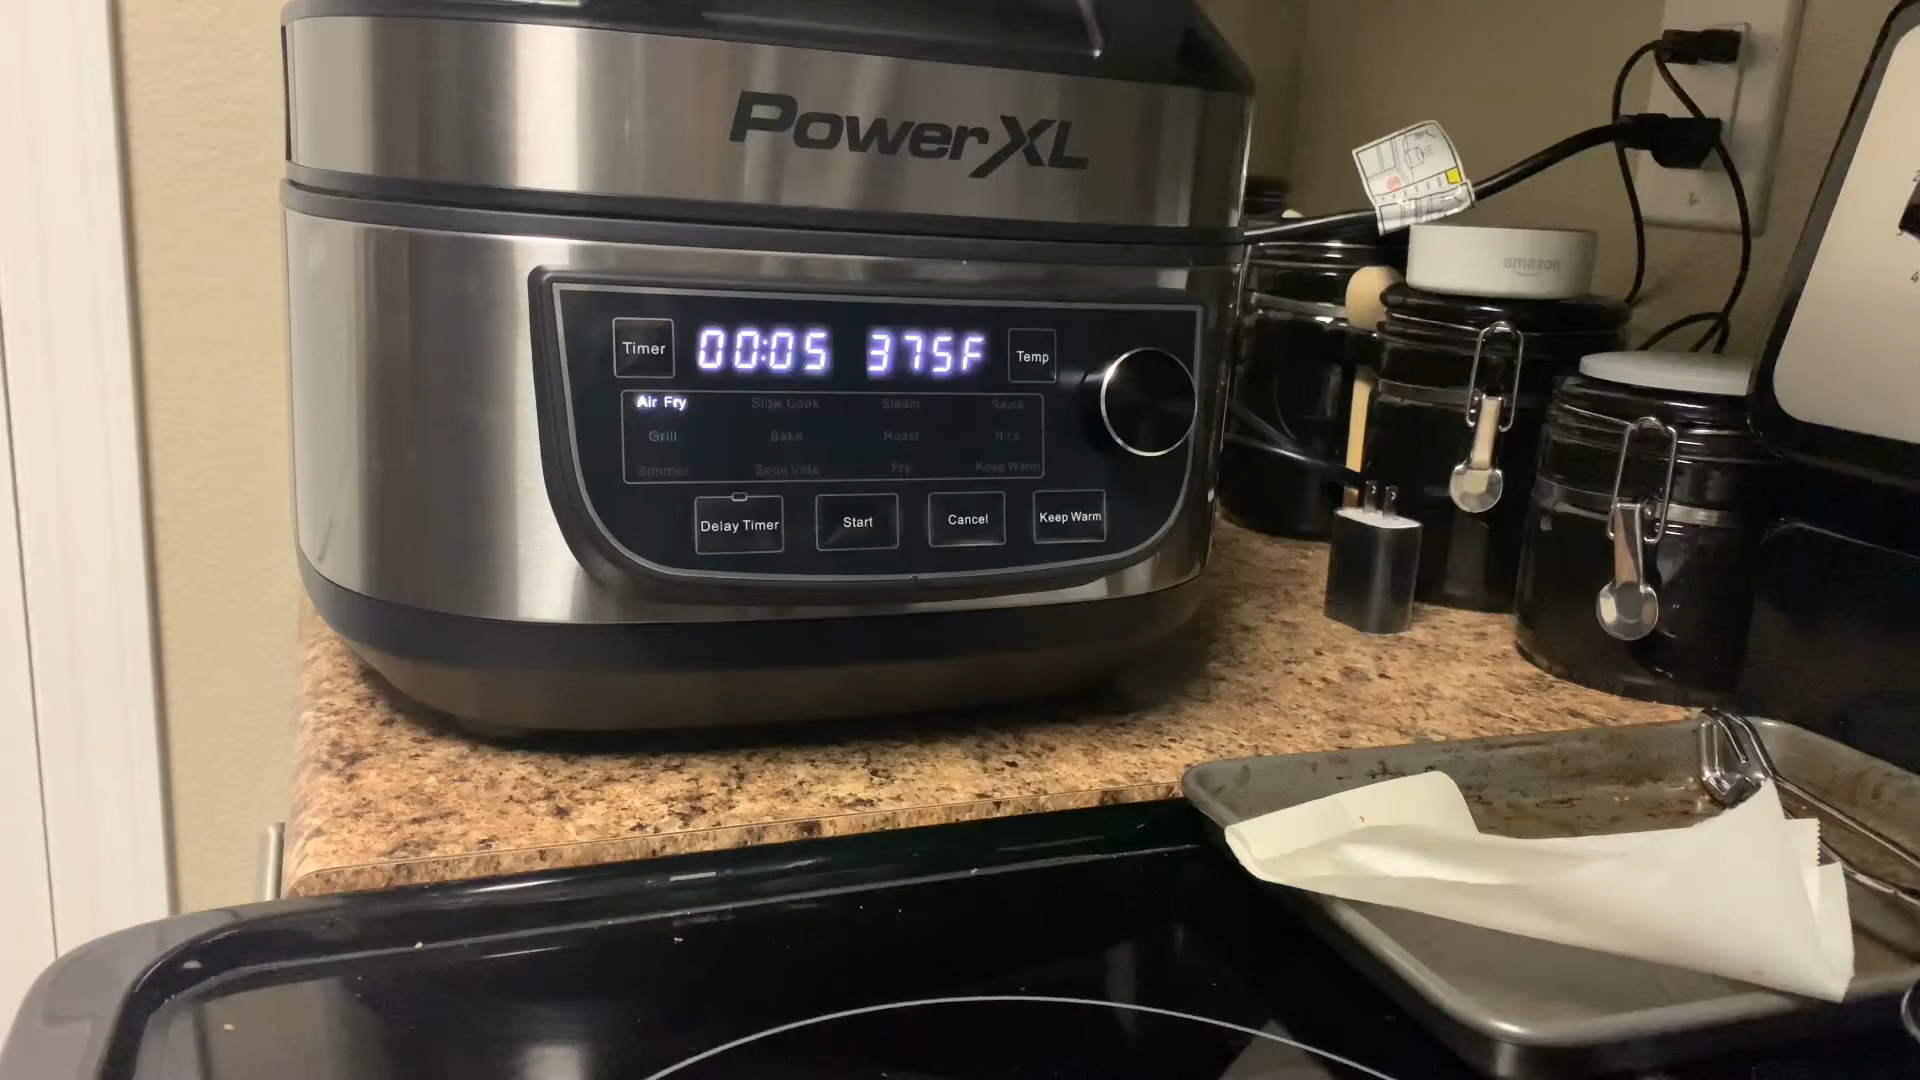 PowerXL
Timer
00:05 375F
Temp
Air Fry Slow Cook Steam Sauté
Grill Bake Roast Rice
Simmer Sous Vide Fry Keep Warm
Delay Timer
Start
Cancel
Keep Warm
amazon